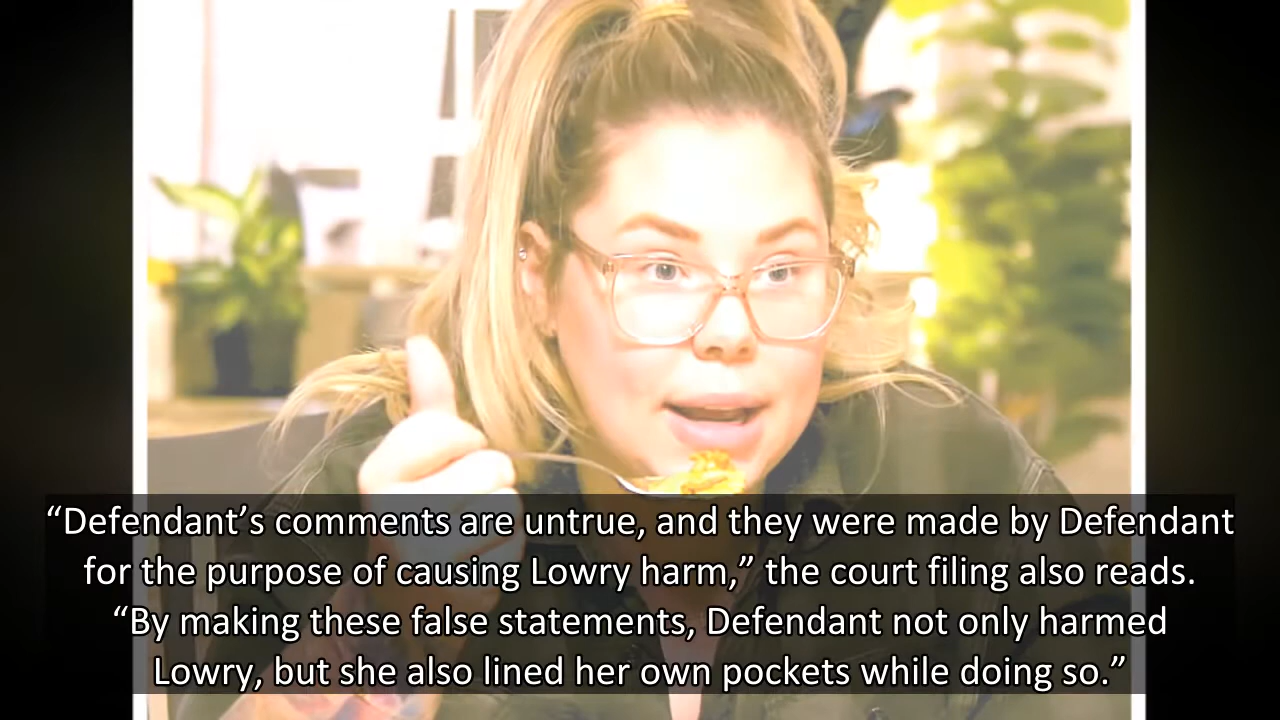 “Defendant’s comments are untrue, and they were made by Defendant
for the purpose of causing Lowry harm,” the court filing also reads.
“By making these false statements, Defendant not only harmed
Lowry, but she also lined her own pockets while doing so.”